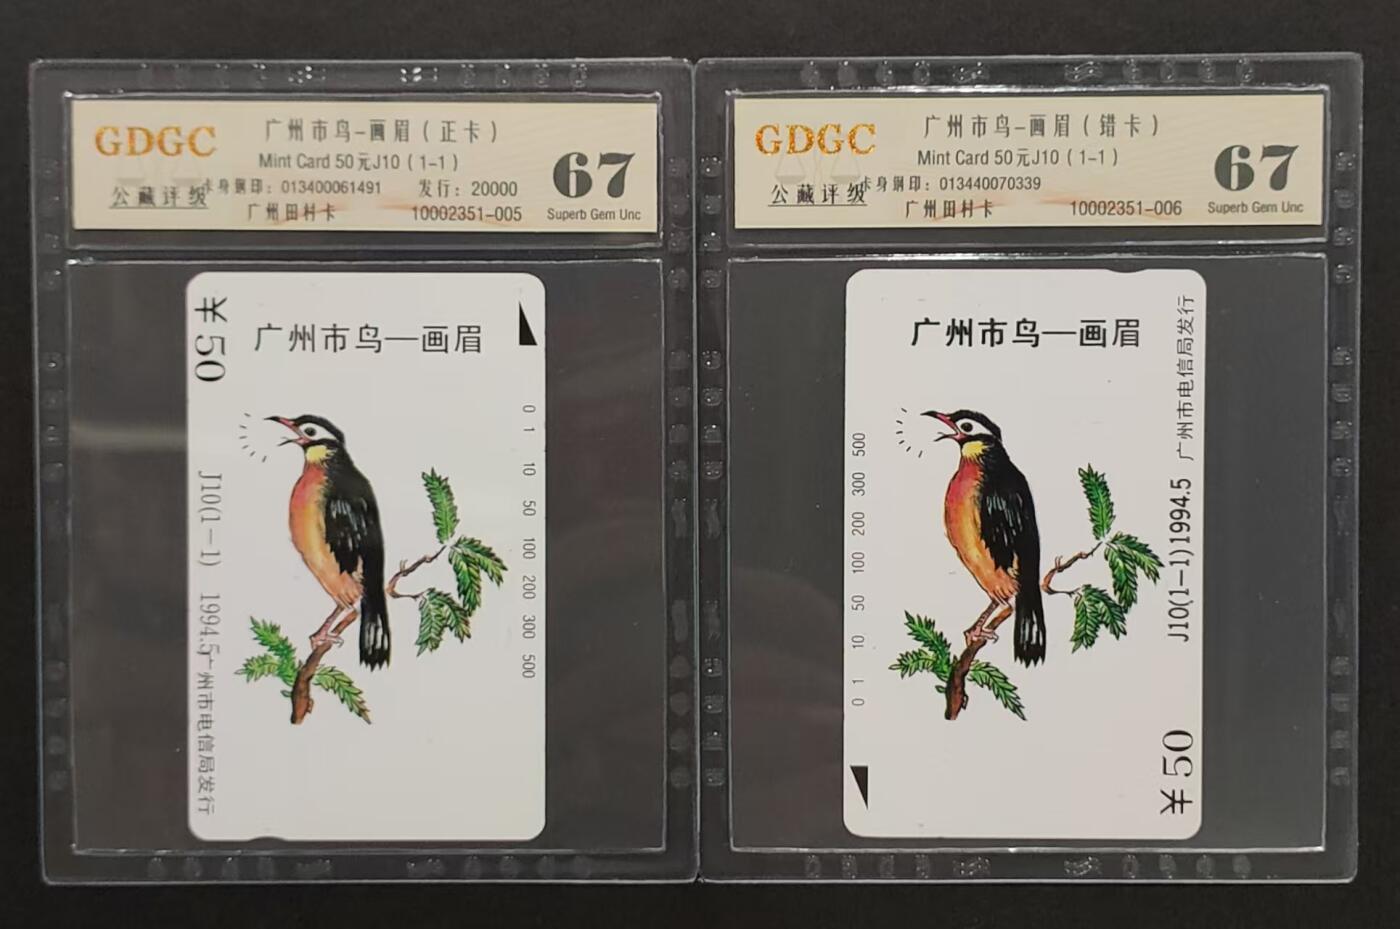 GDGC
公藏评级
广州市鸟-画眉（正卡）
Mint Card 50元J10（1-1）
卡身钢印：013400061491 发行：20000
广州田村卡 10002351-005
67
Superb Gem Unc
¥50
广州市鸟—画眉
J10(1-1) 1994.5广州市电信局发行
0 1 10 50 100 200 300 500
GDGC
公藏评级
广州市鸟-画眉（错卡）
Mint Card 50元J10（1-1）
卡身钢印：013440070339
广州田村卡 10002351-006
67
Superb Gem Unc
广州市鸟—画眉
0 1 10 50 100 200 300 500
¥50
J10(1-1)1994.5 广州市电信局发行